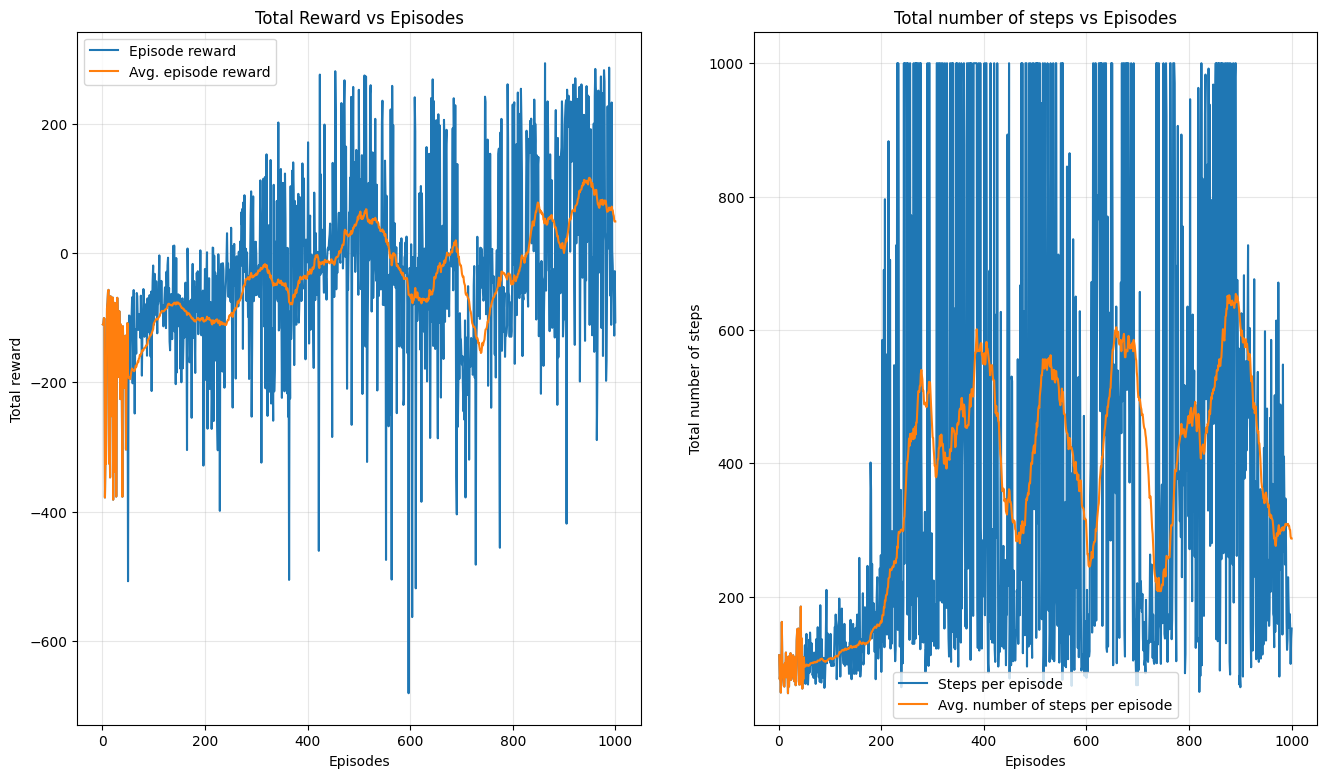 Total Reward vs Episodes
Episode reward
Avg. episode reward
200
0
−200
−400
−600
Total reward
0
200
400
600
800
1000
Episodes
Total number of steps vs Episodes
1000
800
600
400
200
Total number of steps
Steps per episode
Avg. number of steps per episode
0
200
400
600
800
1000
Episodes